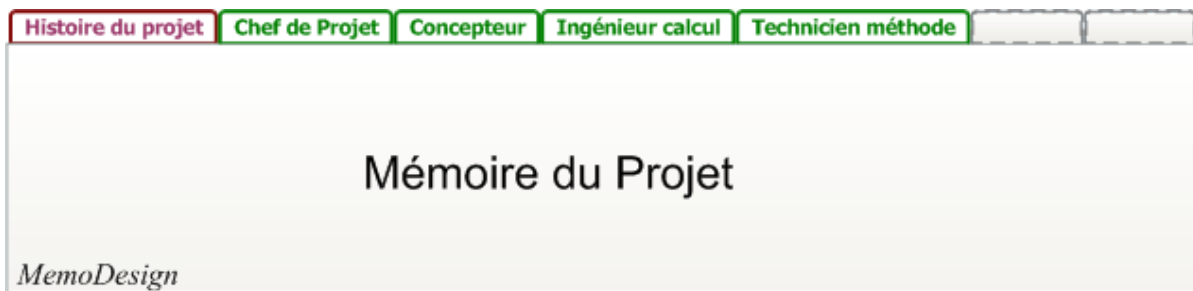 Histoire du projet Chef de Projet Concepteur Ingénieur calcul Technicien méthode
Mémoire du Projet
MemoDesign